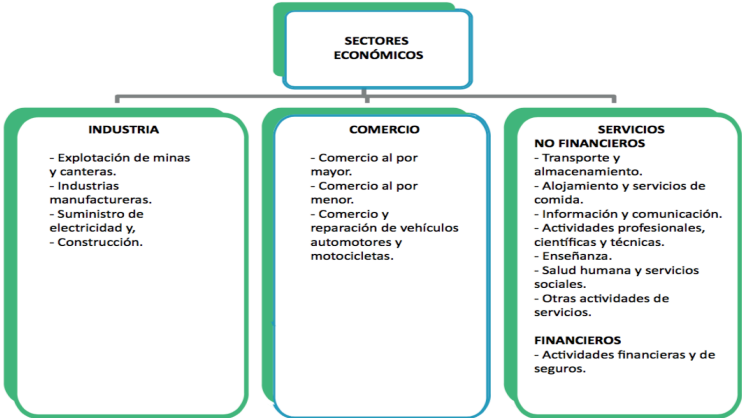 SECTORES
ECONÓMICOS
INDUSTRIA
- Explotación de minas
y canteras.
- Industrias
manufactureras.
- Suministro de
electricidad y,
- Construcción.
COMERCIO
- Comercio al por
mayor.
- Comercio al por
menor.
- Comercio y
reparación de vehículos
automotores y
motocicletas.
SERVICIOS
NO FINANCIEROS
- Transporte y
almacenamiento.
- Alojamiento y servicios de
comida.
- Información y comunicación.
- Actividades profesionales,
científicas y técnicas.
- Enseñanza.
- Salud humana y servicios
sociales.
- Otras actividades de
servicios.
FINANCIEROS
- Actividades financieras y de
seguros.